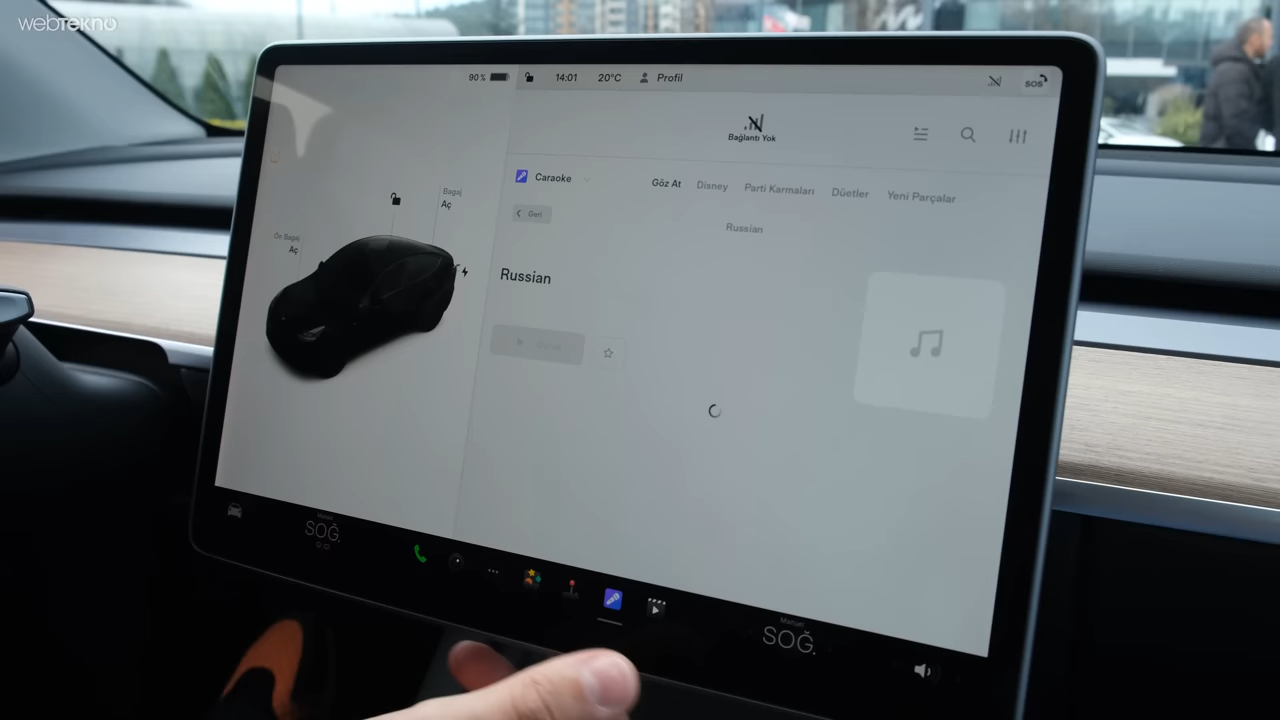 webtekno
90 %
14:01
20°C
Profil
SOS
Bağlantı Yok
Caraoke
Göz At
Disney
Parti Karmaları
Düetler
Yeni Parçalar
Geri
Russian
Bagaj
Aç
Ön Bagaj
Aç
Russian
SOĞ.
Manuel
SOĞ.